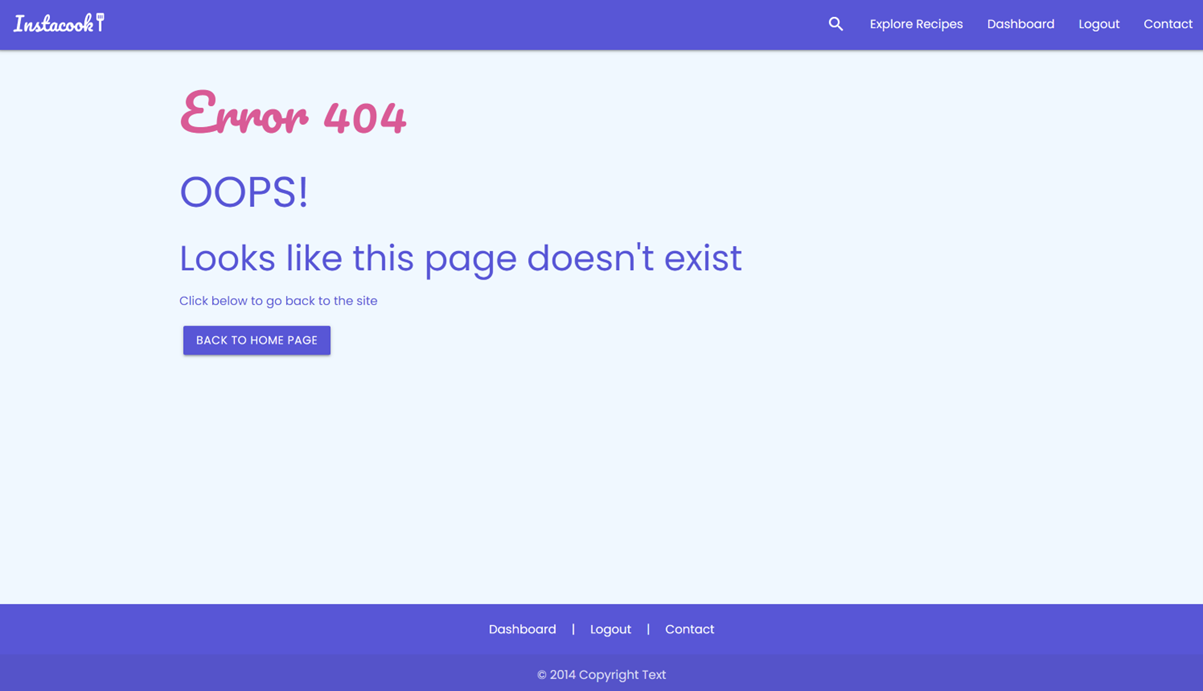 Instacook
Explore Recipes Dashboard Logout Contact
Error 404
OOPS!
Looks like this page doesn't exist
Click below to go back to the site
BACK TO HOME PAGE
Dashboard | Logout | Contact
© 2014 Copyright Text